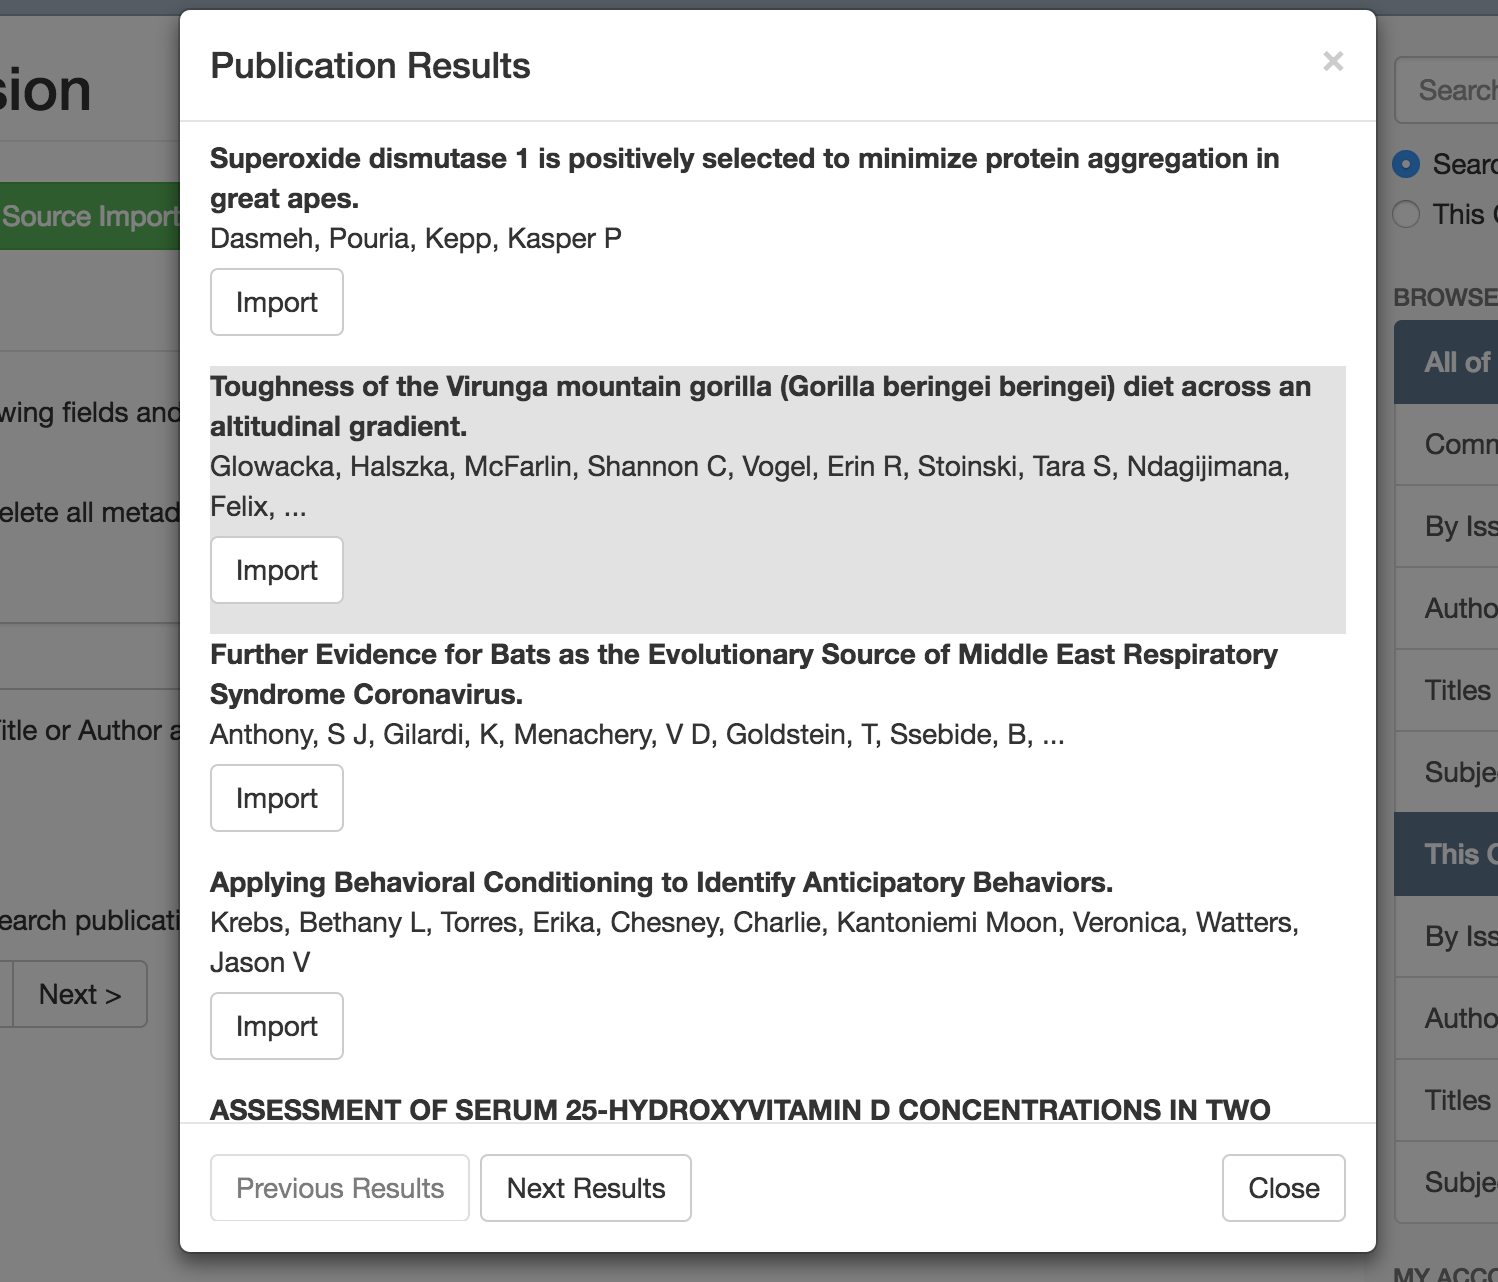 Publication Results
×
Superoxide dismutase 1 is positively selected to minimize protein aggregation in
great apes.
Dasmeh, Pouria, Kepp, Kasper P
Import
Toughness of the Virunga mountain gorilla (Gorilla beringei beringei) diet across an
altitudinal gradient.
Glowacka, Halszka, McFarlin, Shannon C, Vogel, Erin R, Stoinski, Tara S, Ndagijimana,
Felix, ...
Import
Further Evidence for Bats as the Evolutionary Source of Middle East Respiratory
Syndrome Coronavirus.
Anthony, S J, Gilardi, K, Menachery, V D, Goldstein, T, Ssebide, B, ...
Import
Applying Behavioral Conditioning to Identify Anticipatory Behaviors.
Krebs, Bethany L, Torres, Erika, Chesney, Charlie, Kantoniemi Moon, Veronica, Watters,
Jason V
Import
ASSESSMENT OF SERUM 25-HYDROXYVITAMIN D CONCENTRATIONS IN TWO
Previous Results
Next Results
Close
sion
Source Import
wing fields and
elete all metad
itle or Author a
earch publicati
Next >
Search
Searc
This
BROWSE
All of
Comm
By Iss
Autho
Titles
Subje
This C
By Iss
Autho
Titles
Subje
MY ACCO